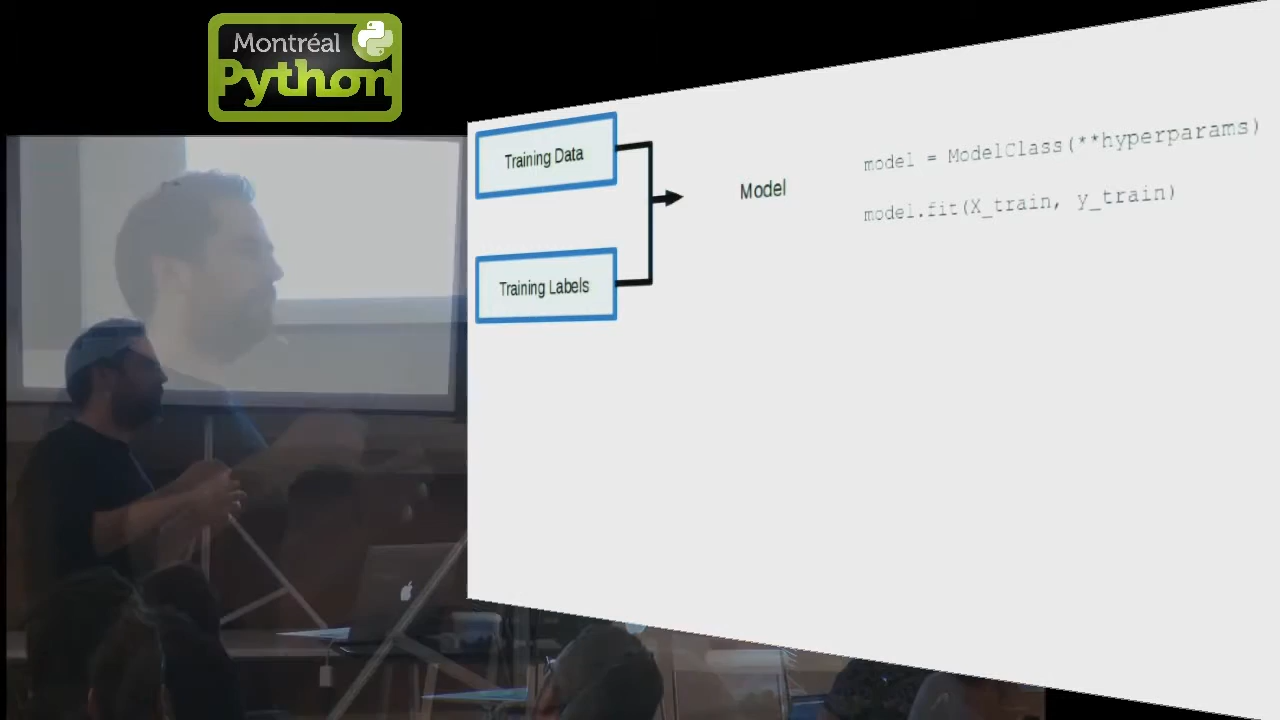 Montréal
Python
Training Data
Training Labels
Model
model = ModelClass(**hyperparams)
model.fit(X_train, y_train)